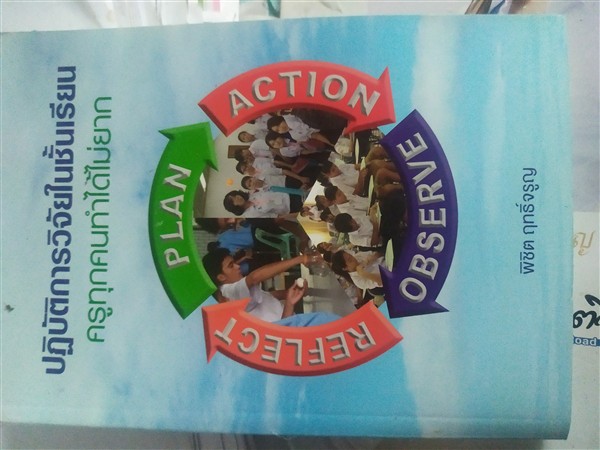 ปฏิบัติการวิจัยในชั้นเรียน
ครูทุกคนทำได้ไม่ยาก
PLAN
ACTION
OBSERVE
REFLECT
พิชิต ฤทธิ์จรูญ